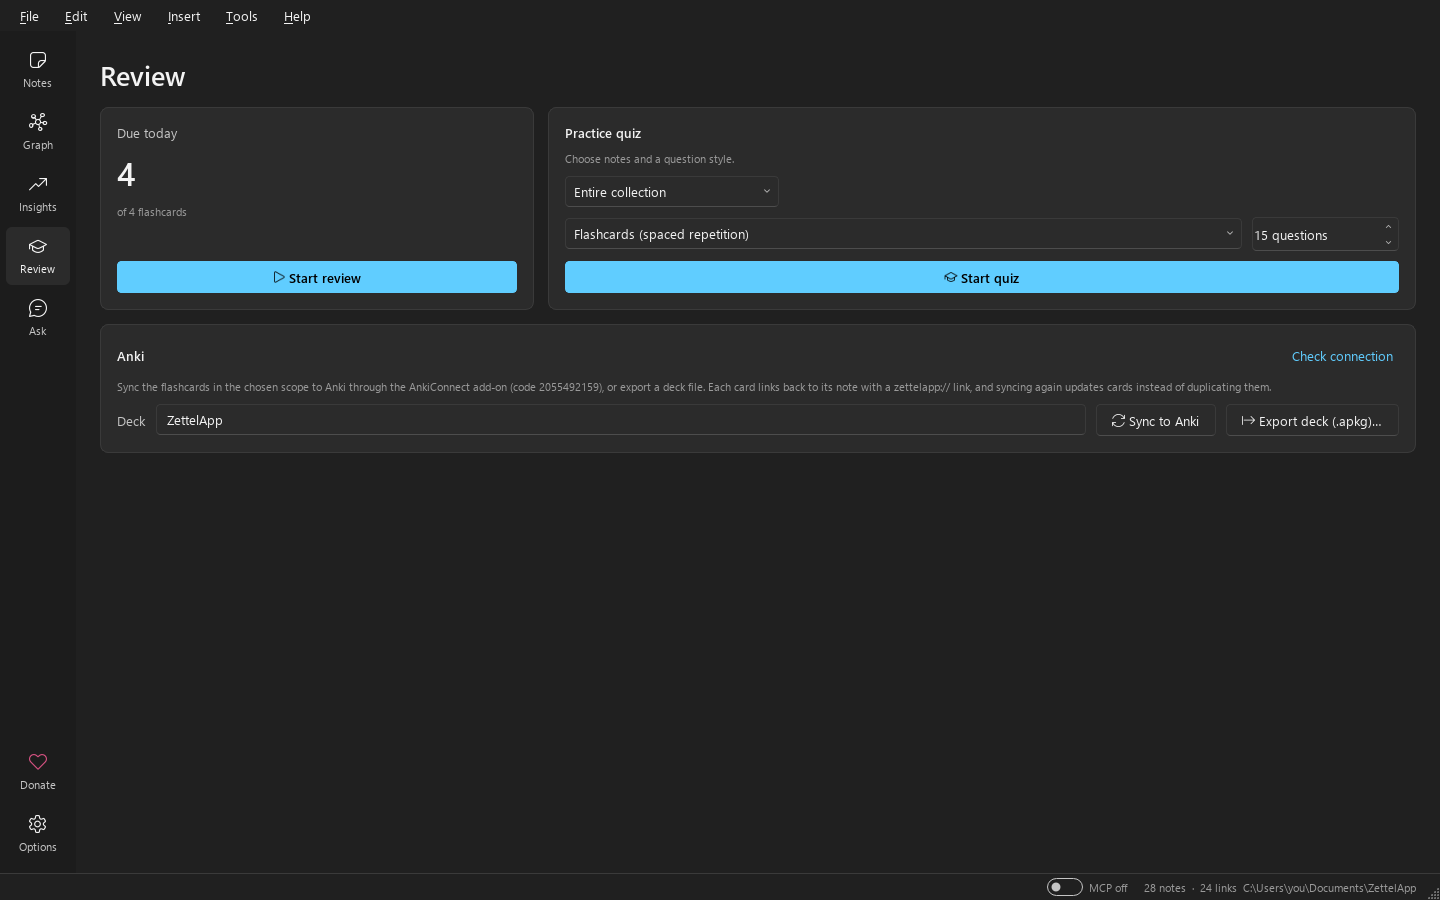 File Edit View Insert Tools Help
Notes
Graph
Insights
Review
Ask
Donate
Options
Review
Due today
4
of 4 flashcards
Start review
Practice quiz
Choose notes and a question style.
Entire collection
Flashcards (spaced repetition)
15 questions
Start quiz
Anki
Check connection
Sync the flashcards in the chosen scope to Anki through the AnkiConnect add-on (code 2055492159), or export a deck file. Each card links back to its note with a zettelapp:// link, and syncing again updates cards instead of duplicating them.
Deck ZettelApp Sync to Anki Export deck (.apkg)...
MCP off 28 notes · 24 links C:\Users\you\Documents\ZettelApp